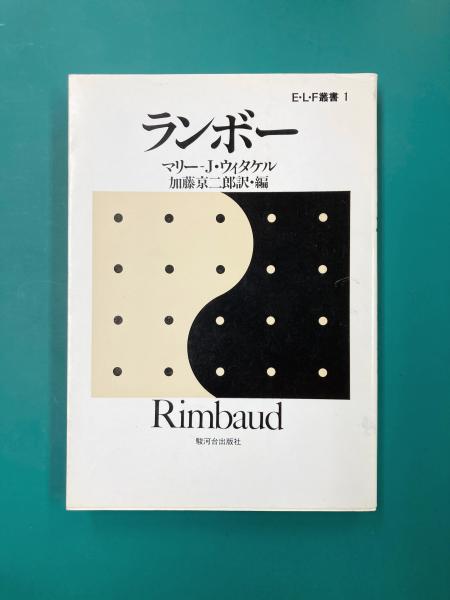 E・L・F叢書 1
ランボー
マリー-J・ウィタケル
加藤京二郎訳・編
Rimbaud
駿河台出版社